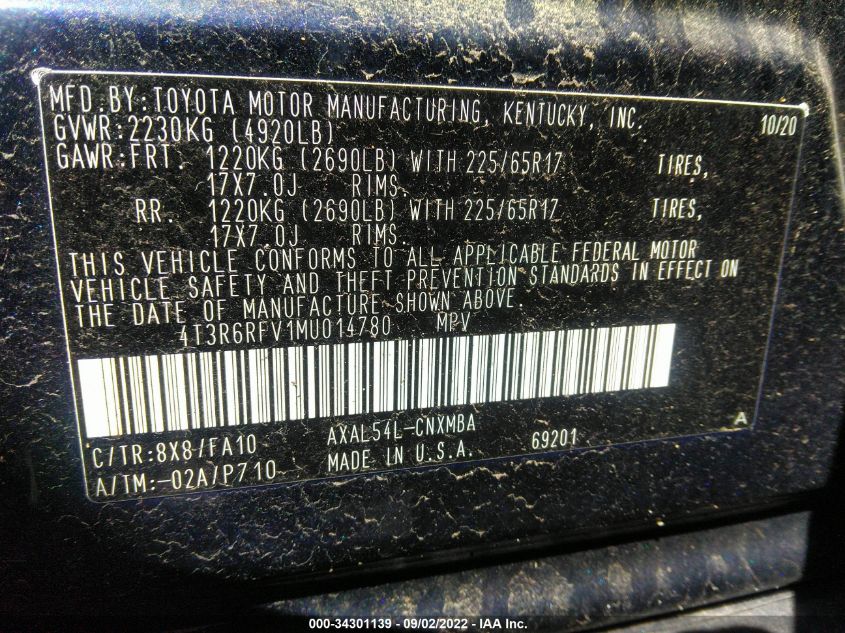 MFD.BY:TOYOTA MOTOR MANUFACTURING, KENTUCKY, INC. 10/20
GVWR:2230KG (4920LB)
GAWR:FRT. 1220KG (2690LB) WITH 225/65R17 TIRES,
17X7.0J RIMS.
RR. 1220KG (2690LB) WITH 225/65R17 TIRES,
17X7.0J RIMS.
THIS VEHICLE CONFORMS TO ALL APPLICABLE FEDERAL MOTOR
VEHICLE SAFETY AND THEFT PREVENTION STANDARDS IN EFFECT ON
THE DATE OF MANUFACTURE SHOWN ABOVE.
4T3R6RFV1MU014780 MPV
C/TR:8X8/FA10 AXAL54L-CNXMBA A
A/TM:-02A/P710 MADE IN U.S.A. 69201
000-34301139 - 09/02/2022 - IAA Inc.